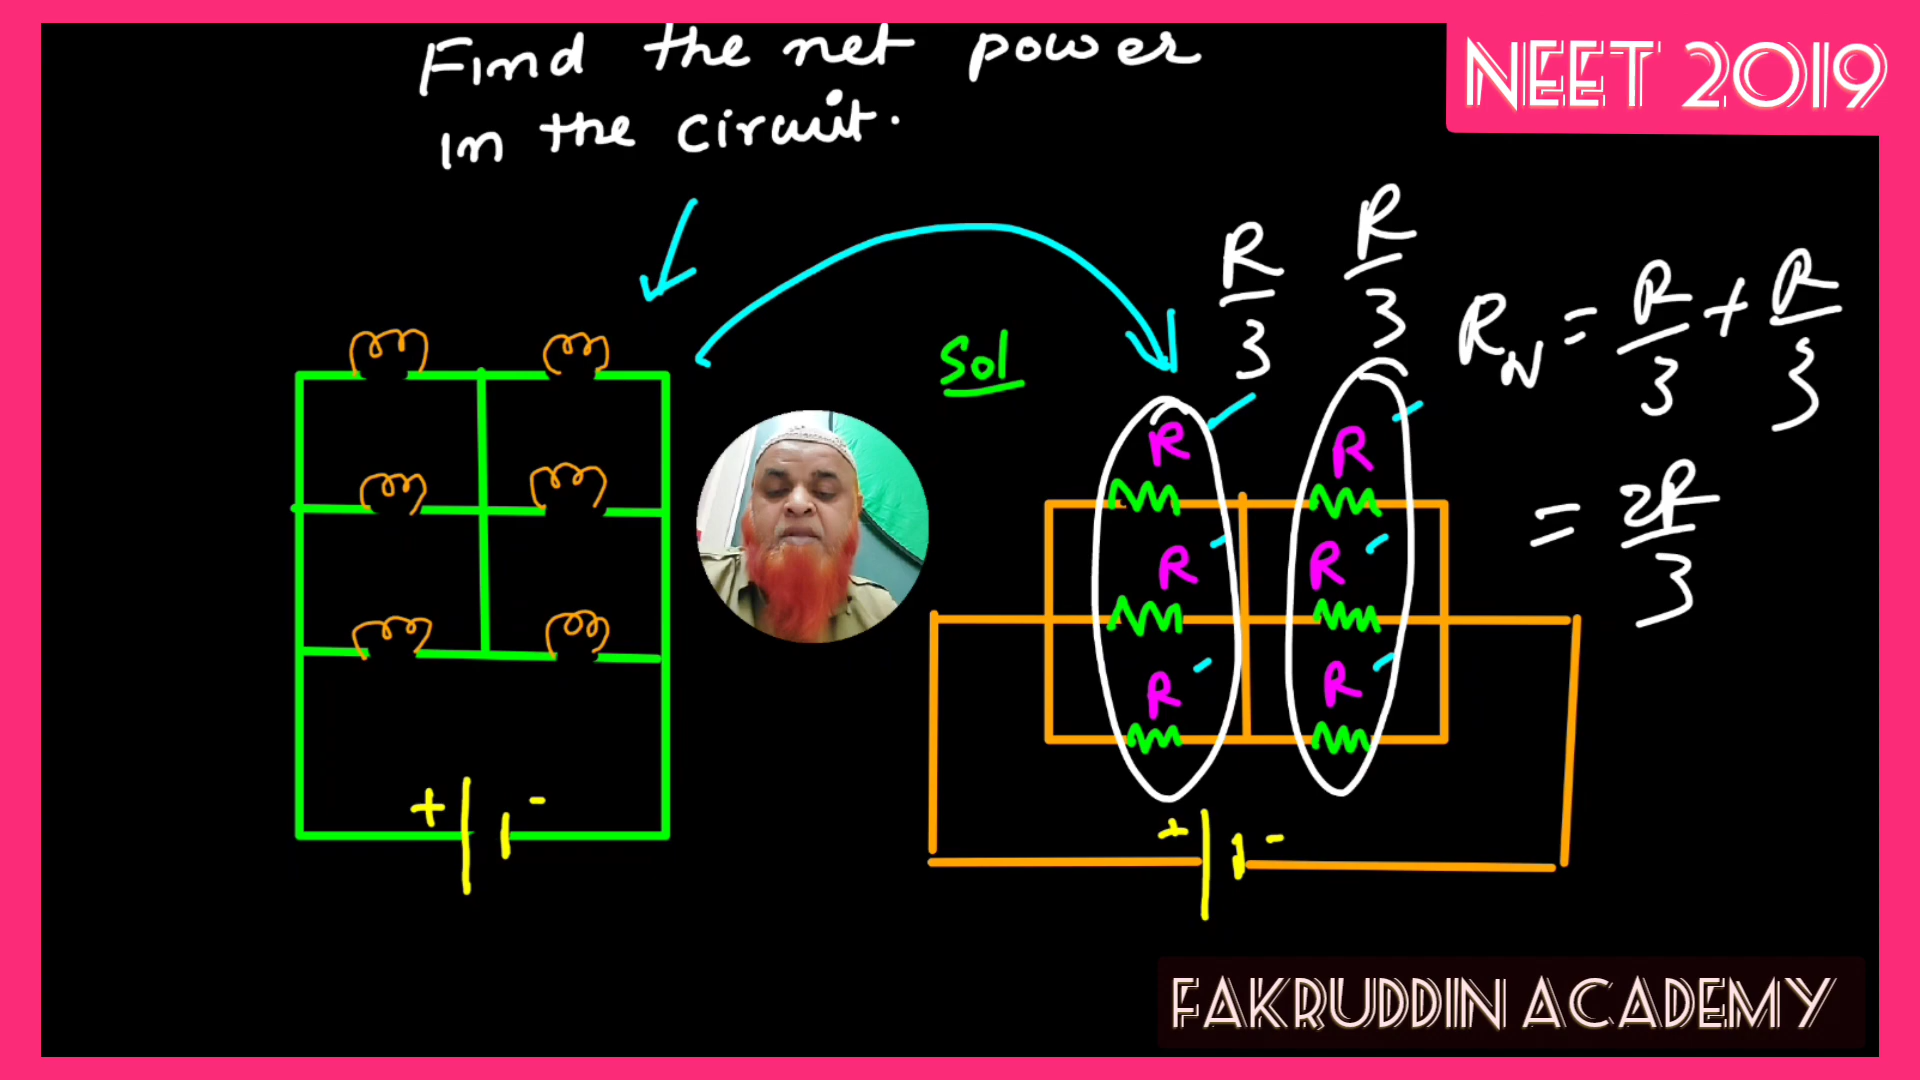 Find the net power
in the circuit.
NEET 2019
R/3
R/3
R_N = R/3 + R/3
= 2R/3
Sol
R R
R R
R R
+ -
+ -
FAKRUDDIN ACADEMY